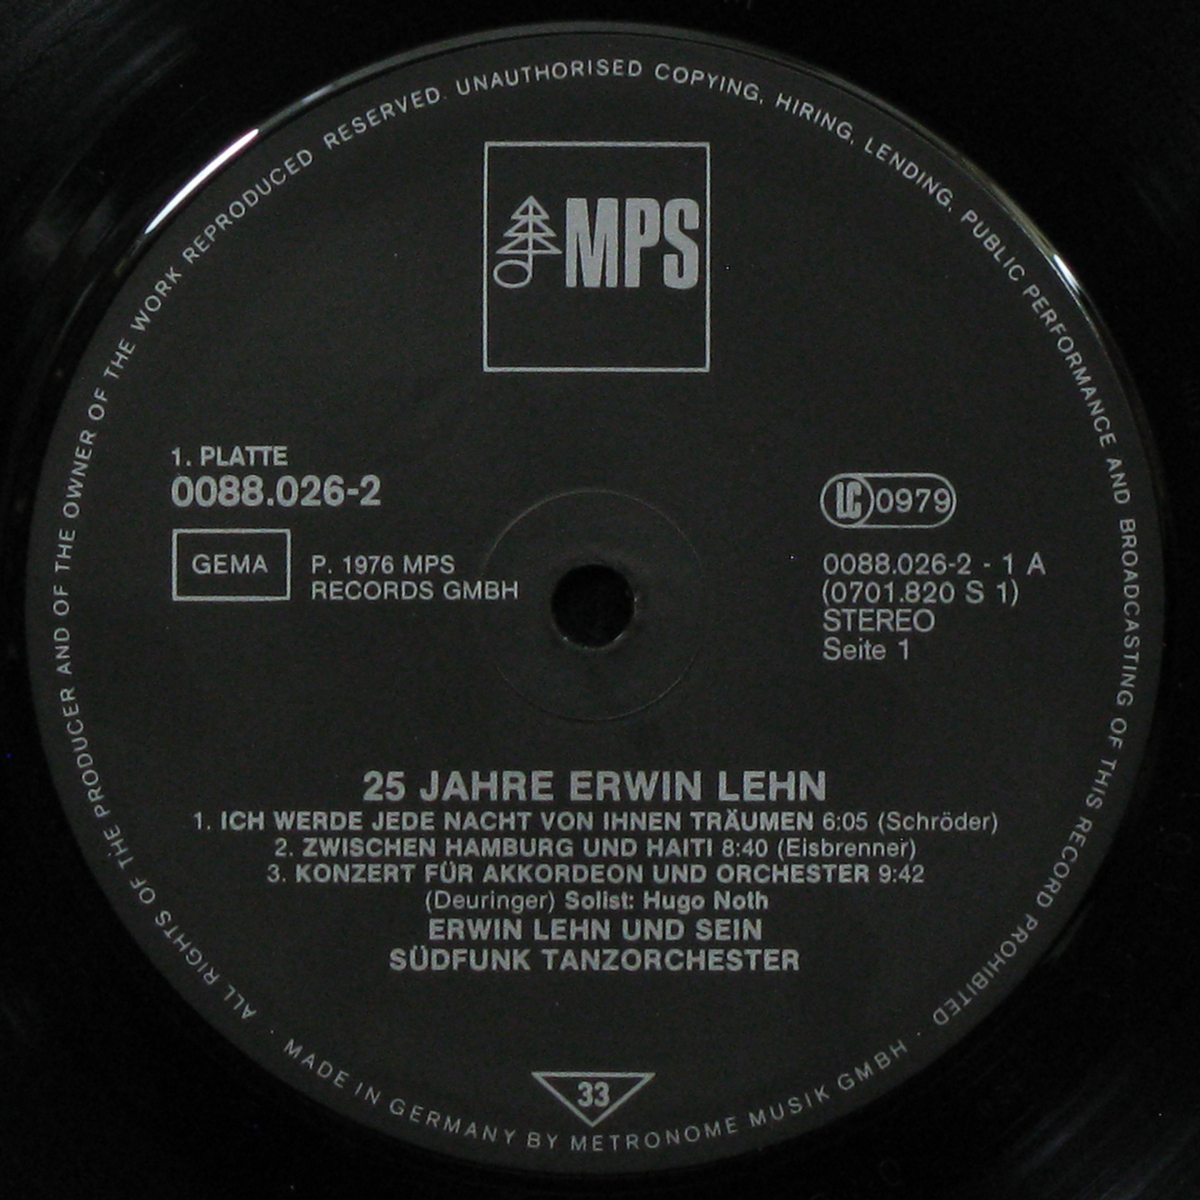 ALL RIGHTS OF THE PRODUCER AND OF THE OWNER OF THE WORK REPRODUCED RESERVED. UNAUTHORISED COPYING, HIRING, LENDING, PUBLIC PERFORMANCE AND BROADCASTING OF THIS RECORD PROHIBITED ·
MPS
1. PLATTE
0088.026-2
GEMA
P. 1976 MPS
RECORDS GMBH
LC 0979
0088.026-2 - 1 A
(0701.820 S 1)
STEREO
Seite 1
25 JAHRE ERWIN LEHN
1. ICH WERDE JEDE NACHT VON IHNEN TRÄUMEN 6:05 (Schröder)
2. ZWISCHEN HAMBURG UND HAITI 8:40 (Eisbrenner)
3. KONZERT FÜR AKKORDEON UND ORCHESTER 9:42
(Deuringer) Solist: Hugo Noth
ERWIN LEHN UND SEIN
SÜDFUNK TANZORCHESTER
33
MADE IN GERMANY BY METRONOME MUSIK GMBH ·